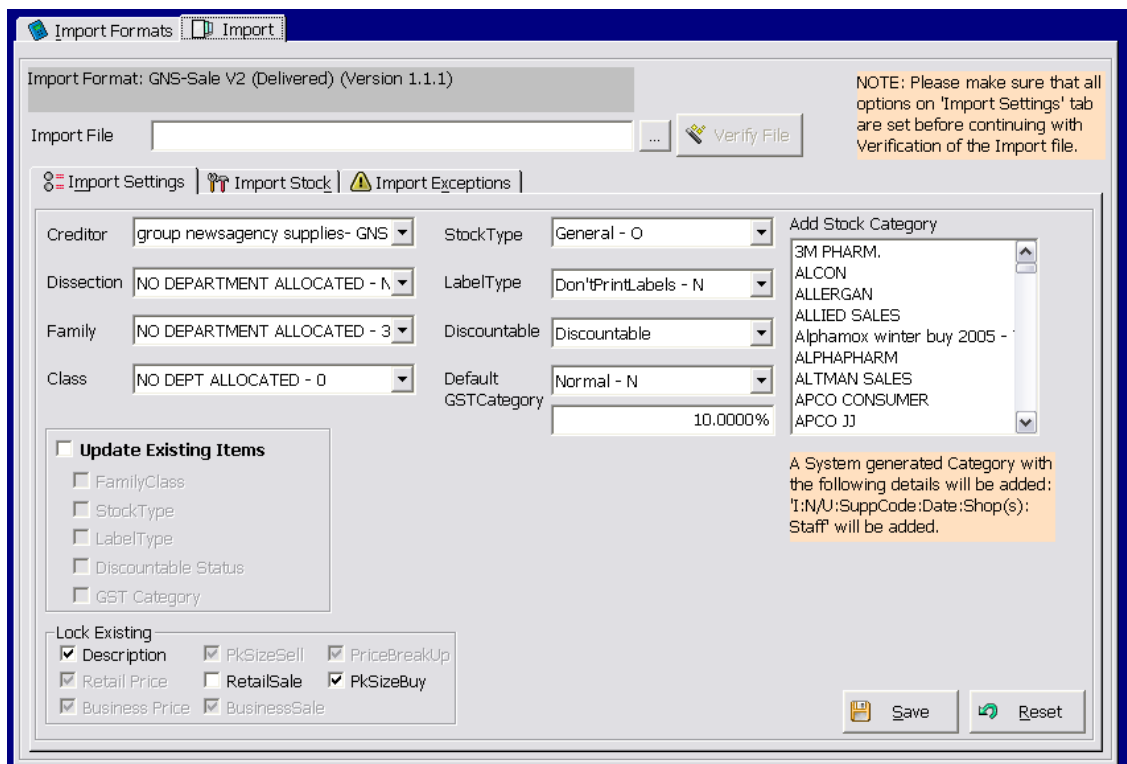 Import Formats
Import
Import Format: GNS-Sale V2 (Delivered) (Version 1.1.1)
NOTE: Please make sure that all
options on 'Import Settings' tab
are set before continuing with
Verification of the Import file.
Import File
...
Verify File
Import Settings
Import Stock
Import Exceptions
Creditor
group newsagency supplies- GNS
StockType
General - O
Add Stock Category
3M PHARM.
ALCON
ALLERGAN
ALLIED SALES
Alphamox winter buy 2005 -
ALPHAPHARM
ALTMAN SALES
APCO CONSUMER
APCO JJ
Dissection
NO DEPARTMENT ALLOCATED - N
LabelType
Don'tPrintLabels - N
Family
NO DEPARTMENT ALLOCATED - 3
Discountable
Discountable
Class
NO DEPT ALLOCATED - 0
Default
GSTCategory
Normal - N
10.0000%
Update Existing Items
FamilyClass
StockType
LabelType
Discountable Status
GST Category
A System generated Category with
the following details will be added:
'I:N/U:SuppCode:Date:Shop(s):
Staff' will be added.
Lock Existing
Description
PkSizeSell
PriceBreakUp
Retail Price
RetailSale
PkSizeBuy
Business Price
BusinessSale
Save
Reset